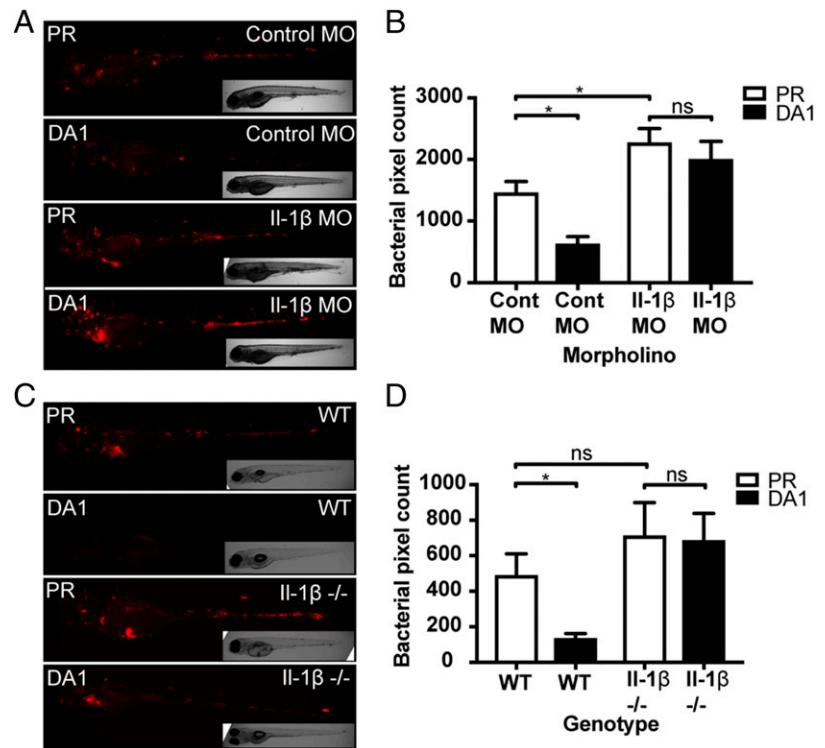 A
PR
Control MO
DA1
Control MO
PR
Il-1β MO
DA1
Il-1β MO
B
Bacterial pixel count
3000
2000
1000
0
*
*
ns
PR
DA1
Cont MO
Cont MO
Il-1β MO
Il-1β MO
Morpholino
C
PR
WT
DA1
WT
PR
Il-1β -/-
DA1
Il-1β -/-
D
Bacterial pixel count
1000
800
600
400
200
0
ns
*
ns
PR
DA1
WT
WT
Il-1β -/-
Il-1β -/-
Genotype